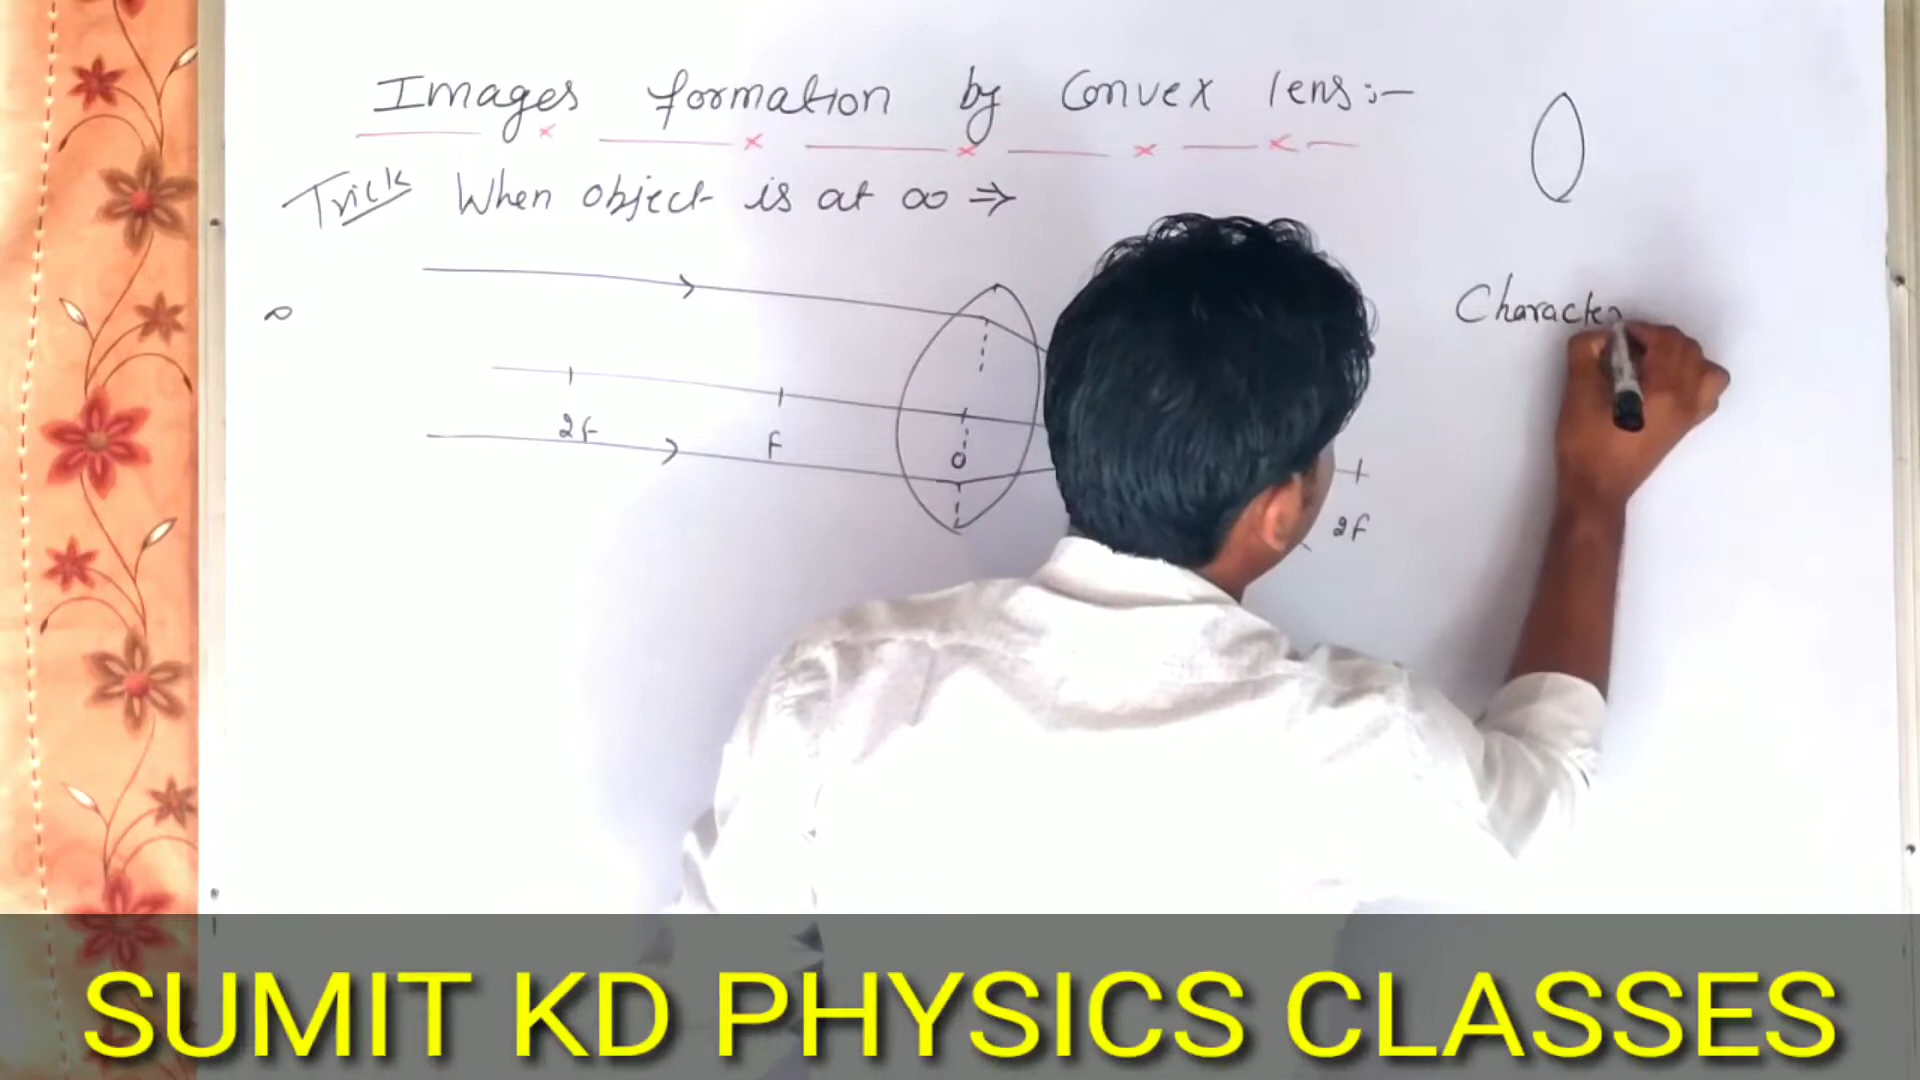 Images formation by Convex lens:-
Trick When object is at ∞ ⇒
∞
Characte
2F
F
O
2F
SUMIT KD PHYSICS CLASSES